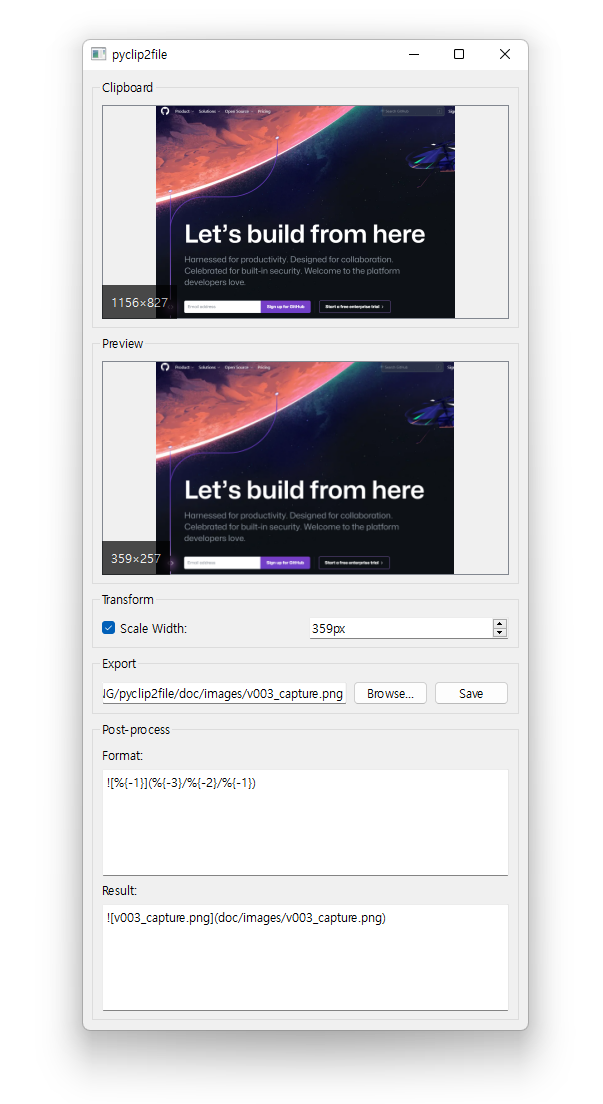 pyclip2file
Clipboard
Product Solutions Open Source Pricing Search GitHub
Let's build from here
Harnessed for productivity. Designed for collaboration.
Celebrated for built-in security. Welcome to the platform
developers love.
Email address Sign up for GitHub Start a free enterprise trial ›
1156×827
Preview
Product Solutions Open Source Pricing Search GitHub
Let's build from here
Harnessed for productivity. Designed for collaboration.
Celebrated for built-in security. Welcome to the platform
developers love.
Email address Sign up for GitHub Start a free enterprise trial ›
359×257
Transform
Scale Width: 359px
Export
NG/pyclip2file/doc/images/v003_capture.png Browse... Save
Post-process
Format:
![%{-1}](%{-3}/%{-2}/%{-1})
Result:
![v003_capture.png](doc/images/v003_capture.png)